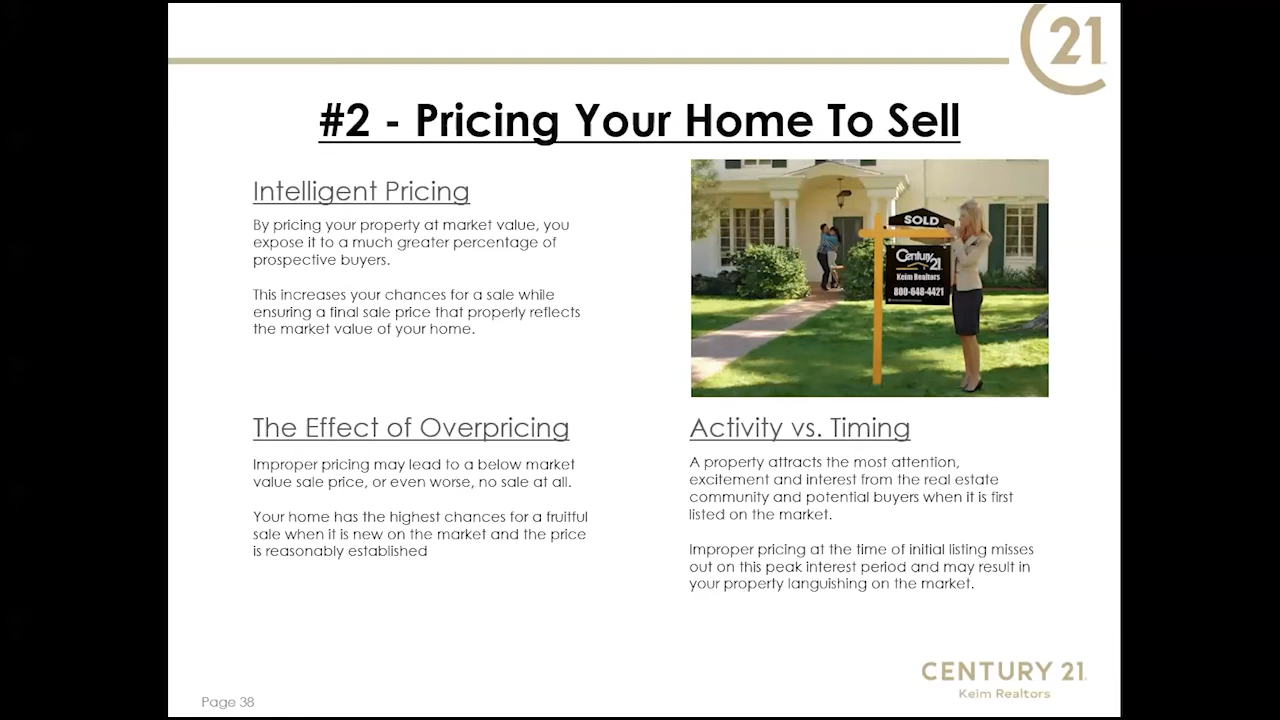 21
#2 - Pricing Your Home To Sell
Intelligent Pricing
By pricing your property at market value, you
expose it to a much greater percentage of
prospective buyers.
This increases your chances for a sale while
ensuring a final sale price that properly reflects
the market value of your home.
SOLD
Century 21
Keim Realtors
800-648-4421
The Effect of Overpricing
Improper pricing may lead to a below market
value sale price, or even worse, no sale at all.
Your home has the highest chances for a fruitful
sale when it is new on the market and the price
is reasonably established
Activity vs. Timing
A property attracts the most attention,
excitement and interest from the real estate
community and potential buyers when it is first
listed on the market.
Improper pricing at the time of initial listing misses
out on this peak interest period and may result in
your property languishing on the market.
CENTURY 21
Keim Realtors
Page 38